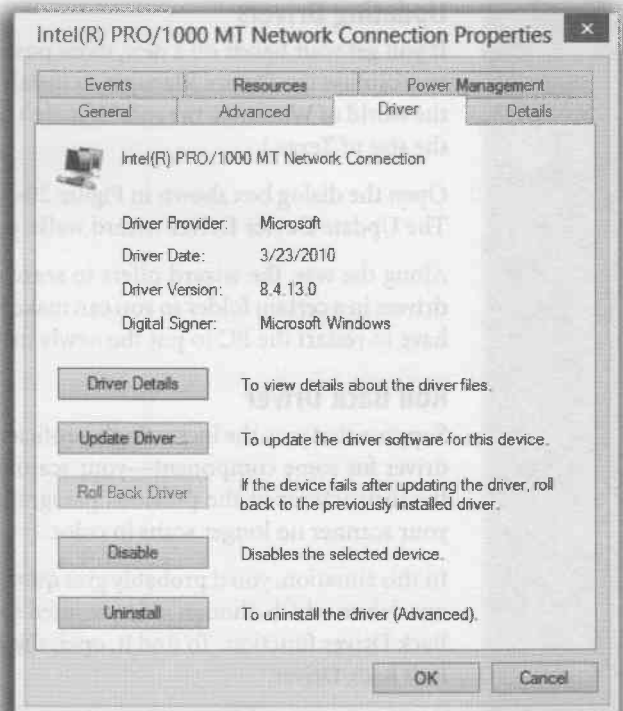 Intel(R) PRO/1000 MT Network Connection Properties
Events Resources Power Management
General Advanced Driver Details
Intel(R) PRO/1000 MT Network Connection
Driver Provider: Microsoft
Driver Date: 3/23/2010
Driver Version: 8.4.13.0
Digital Signer: Microsoft Windows
Driver Details To view details about the driver files.
Update Driver To update the driver software for this device.
Roll Back Driver If the device fails after updating the driver, roll
back to the previously installed driver.
Disable Disables the selected device.
Uninstall To uninstall the driver (Advanced).
OK Cancel